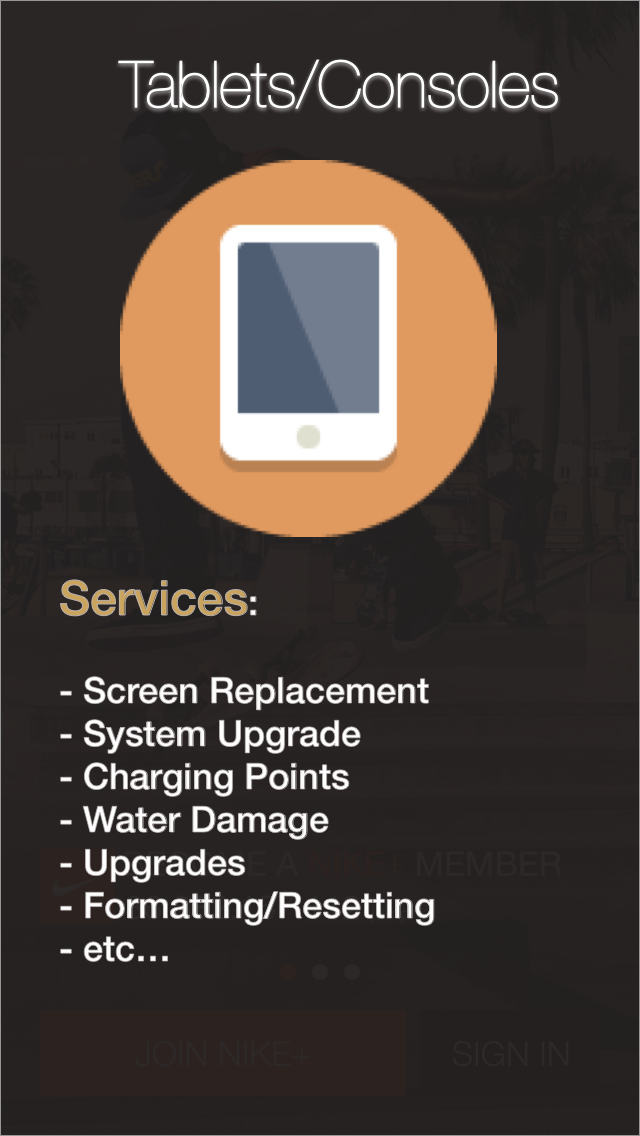 Tablets/Consoles
Services:
- Screen Replacement
- System Upgrade
- Charging Points
- Water Damage
- Upgrades
- Formatting/Resetting
- etc...
A MEMBER
JOIN NIKE+
SIGN IN